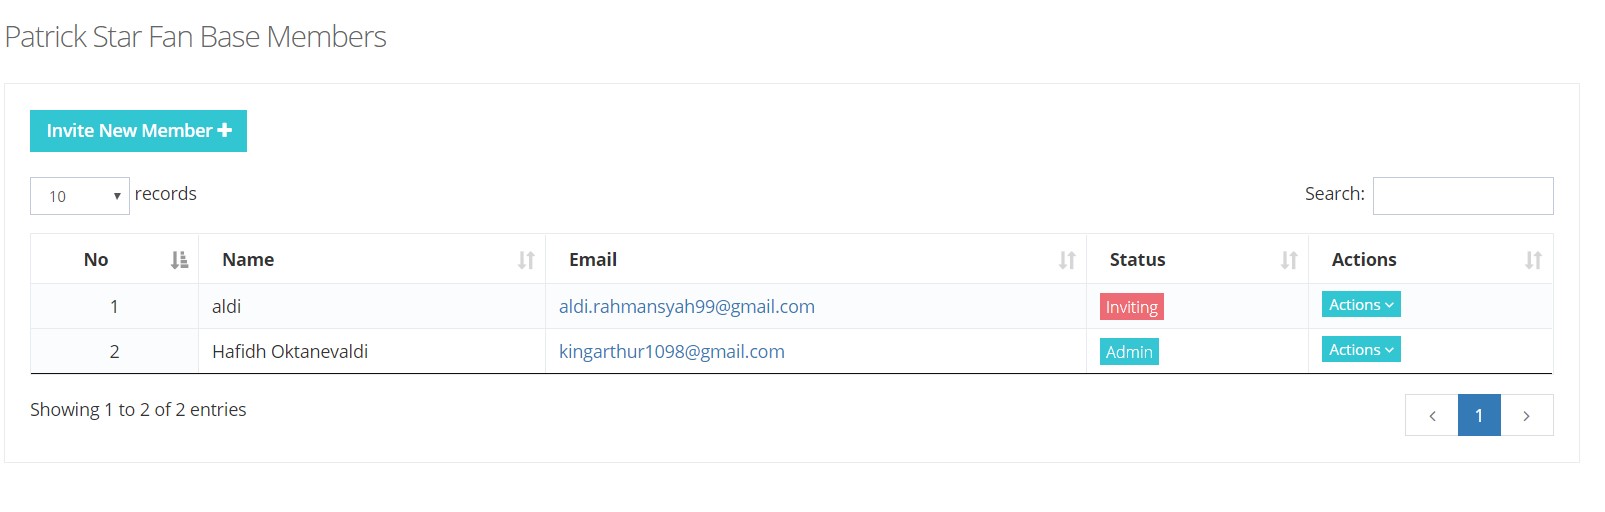 Patrick Star Fan Base Members
Invite New Member
10 records Search:
No Name Email Status Actions
1 aldi aldi.rahmansyah99@gmail.com Inviting Actions
2 Hafidh Oktanevaldi kingarthur1098@gmail.com Admin Actions
Showing 1 to 2 of 2 entries < 1 >